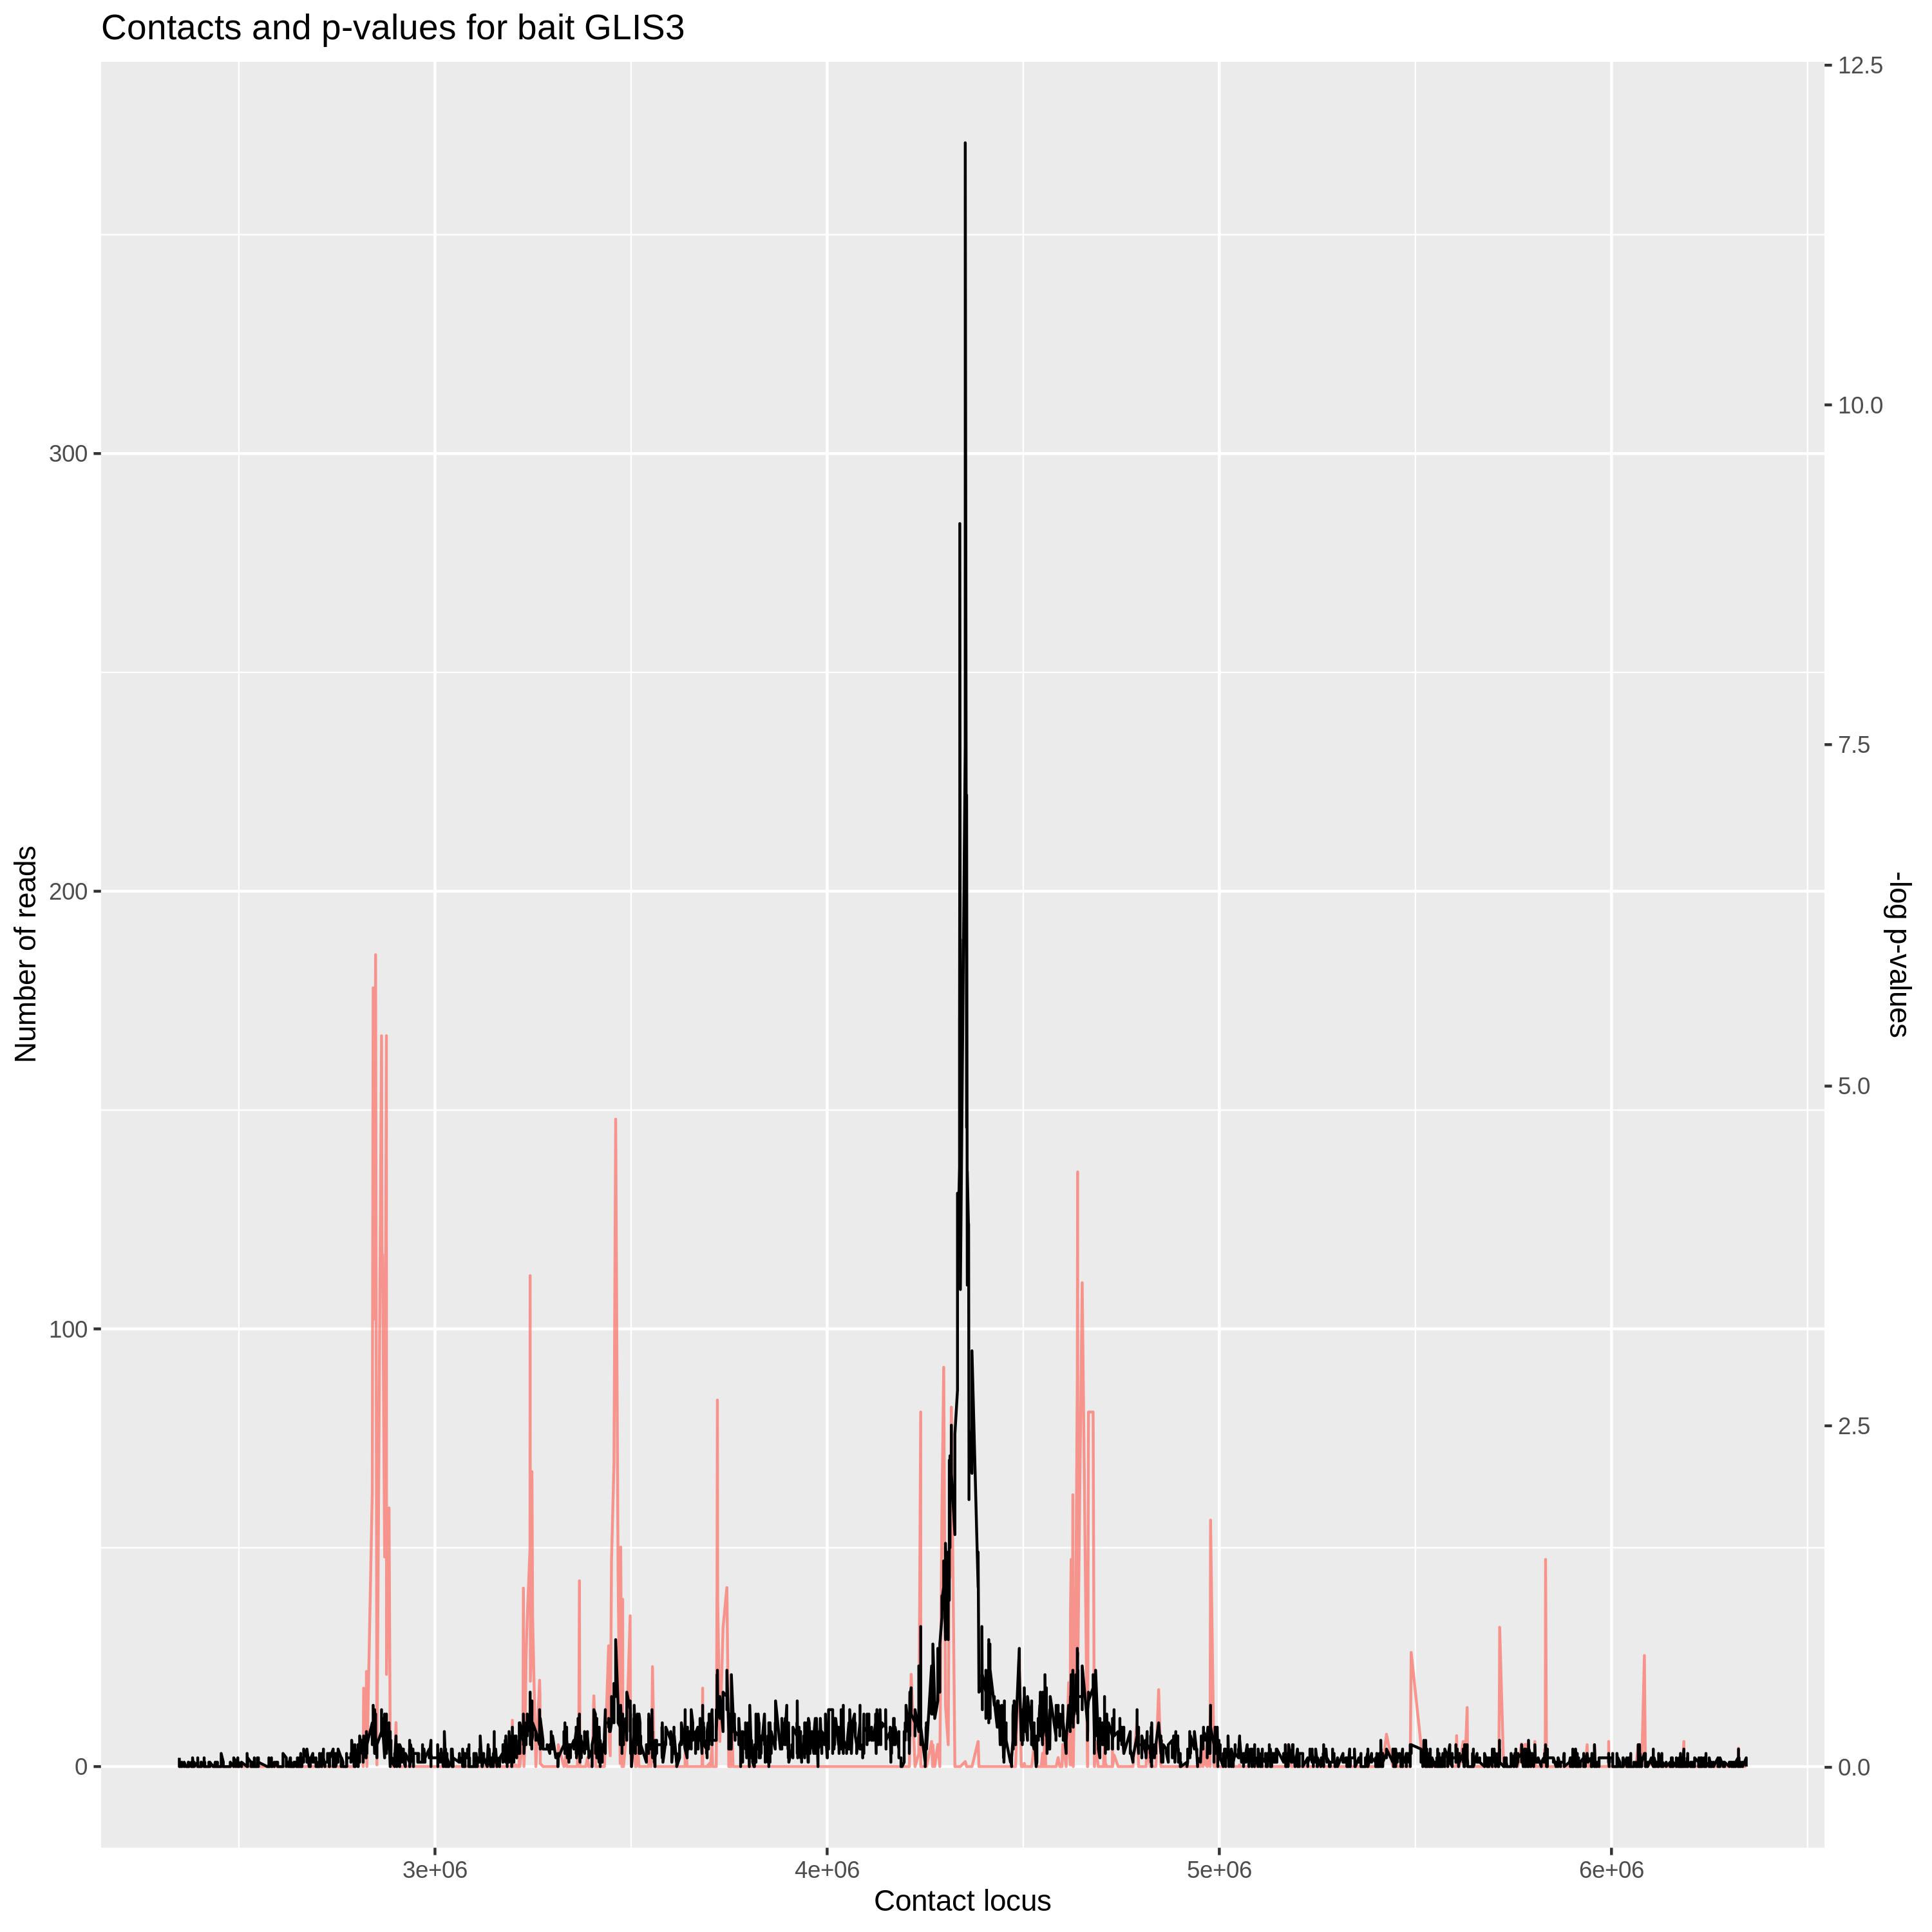 Contacts and p-values for bait GLIS3
12.5
10.0
300
7.5
200
Number of reads
-log p-values
5.0
100
2.5
0
0.0
3e+06
4e+06
5e+06
6e+06
Contact locus